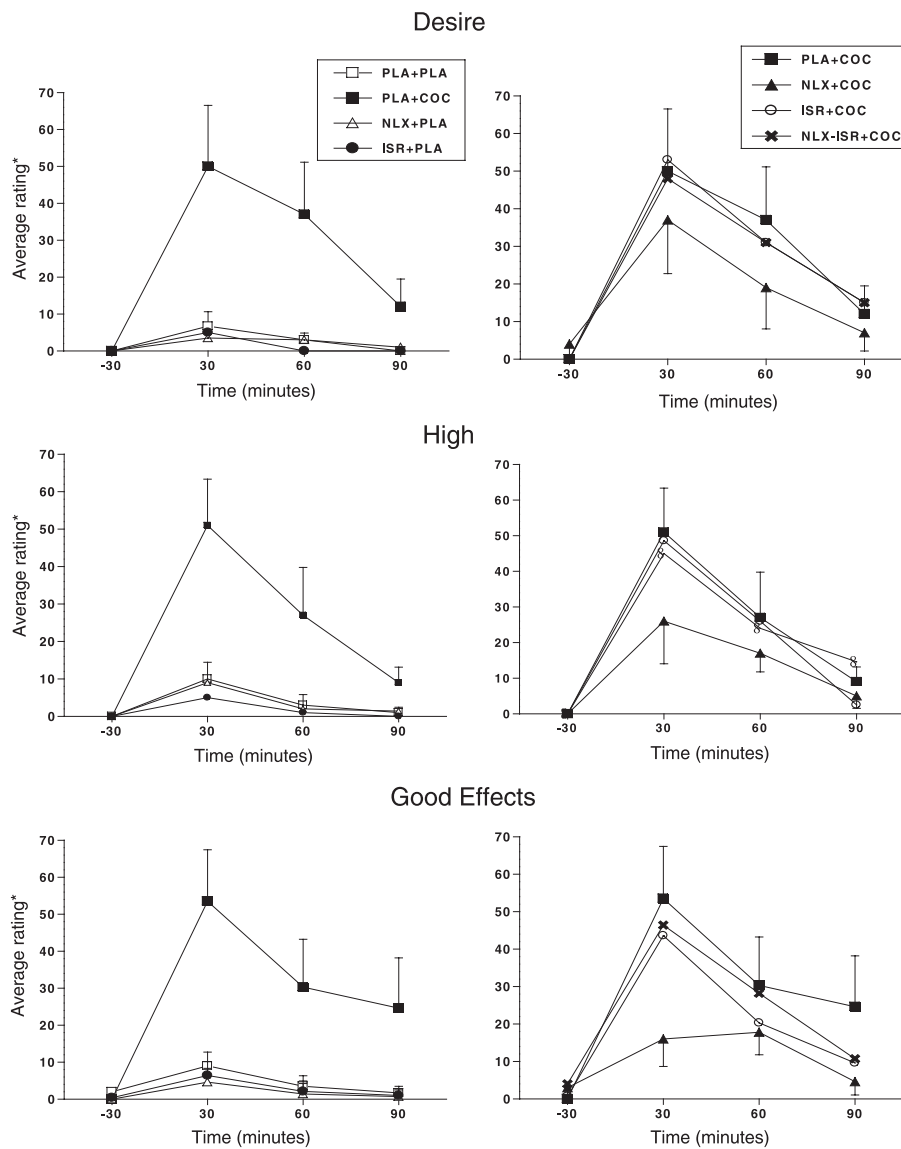 Desire
PLA+PLA
PLA+COC
NLX+PLA
ISR+PLA
70
60
50
40
30
20
10
0
Average rating*
-30 30 60 90
Time (minutes)
PLA+COC
NLX+COC
ISR+COC
NLX-ISR+COC
70
60
50
40
30
20
10
0
-30 30 60 90
Time (minutes)
High
70
60
50
40
30
20
10
0
Average rating*
-30 30 60 90
Time (minutes)
70
60
50
40
30
20
10
0
-30 30 60 90
Time (minutes)
Good Effects
70
60
50
40
30
20
10
0
Average rating*
-30 30 60 90
Time (minutes)
70
60
50
40
30
20
10
0
-30 30 60 90
Time (minutes)